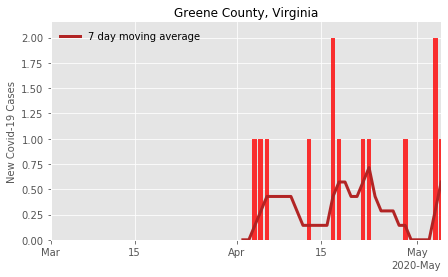 Greene County, Virginia
7 day moving average
New Covid-19 Cases
2.00
1.75
1.50
1.25
1.00
0.75
0.50
0.25
0.00
Mar 15 Apr 15 May
2020-May